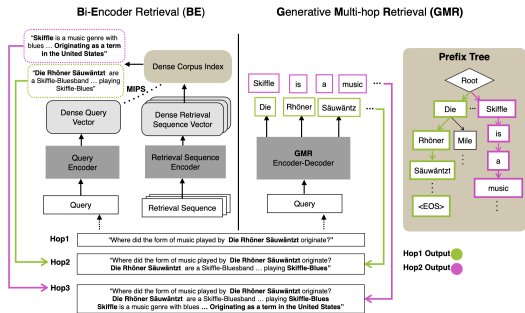 Bi-Encoder Retrieval (BE)
"Skiffle is a music genre with
blues ... Originating as a term
in the United States"
"Die Rhöner Säuwäntzt are
a Skiffle-Bluesband ... playing
Skiffle-Blues"
Dense Corpus Index
MIPS
Dense Query
Vector
Dense Retrieval
Sequence Vector
Query
Encoder
Retrieval Sequence
Encoder
Query
Retrieval Sequence
Generative Multi-hop Retrieval (GMR)
Skiffle
is
a
music
Die
Rhöner
Säuwäntzt
GMR
Encoder-Decoder
Query
Prefix Tree
Root
Die
...
Skiffle
Rhöner
Mile
is
Säuwäntzt
a
music
<EOS>
Hop1 Output
Hop2 Output
Hop1
"Where did the form of music played by Die Rhöner Säuwäntzt originate?"
Hop2
"Where did the form of music played by Die Rhöner Säuwäntzt originate?
Die Rhöner Säuwäntzt are a Skiffle-Bluesband ... playing Skiffle-Blues"
Hop3
"Where did the form of music played by Die Rhöner Säuwäntzt originate?
Die Rhöner Säuwäntzt are a Skiffle-Bluesband ... playing Skiffle-Blues
Skiffle is a music genre with blues ... Originating as a term in the United States"